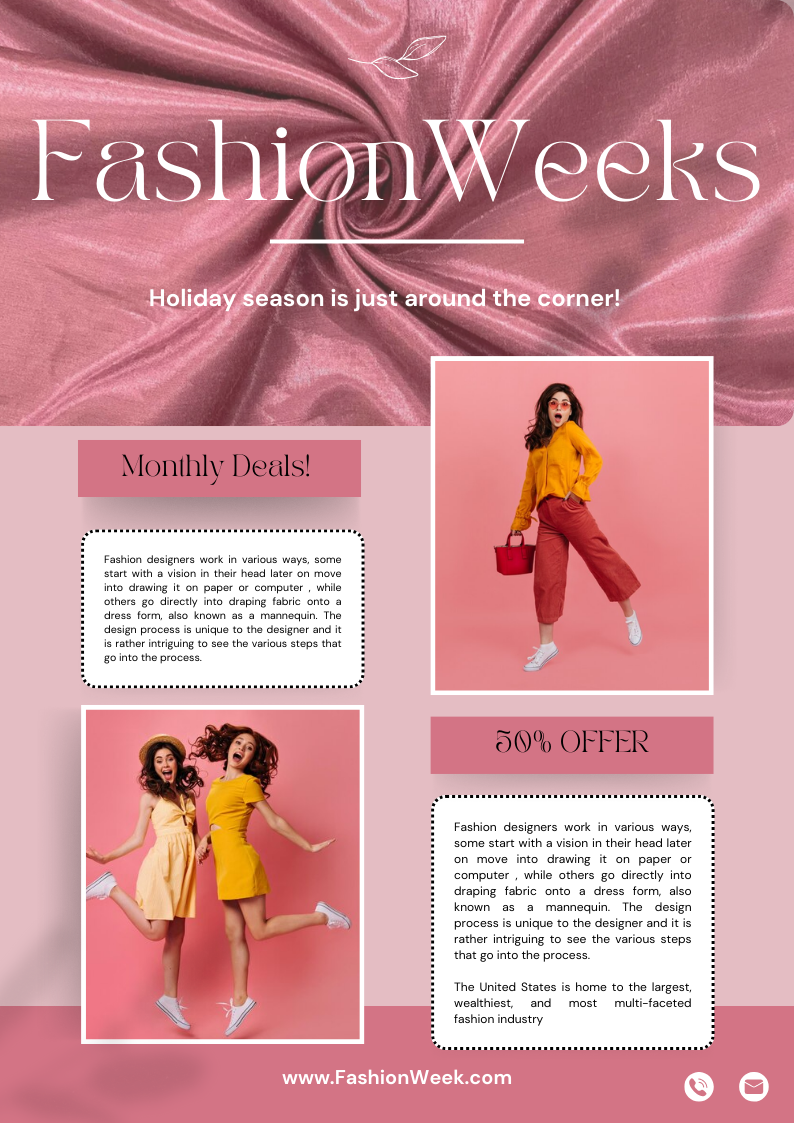 FashionWeeks
Holiday season is just around the corner!
Monthly Deals!
Fashion designers work in various ways, some
start with a vision in their head later on move
into drawing it on paper or computer , while
others go directly into draping fabric onto a
dress form, also known as a mannequin. The
design process is unique to the designer and it
is rather intriguing to see the various steps that
go into the process.
50% OFFER
Fashion designers work in various ways,
some start with a vision in their head later
on move into drawing it on paper or
computer , while others go directly into
draping fabric onto a dress form, also
known as a mannequin. The design
process is unique to the designer and it is
rather intriguing to see the various steps
that go into the process.
The United States is home to the largest,
wealthiest, and most multi-faceted
fashion industry
www.FashionWeek.com